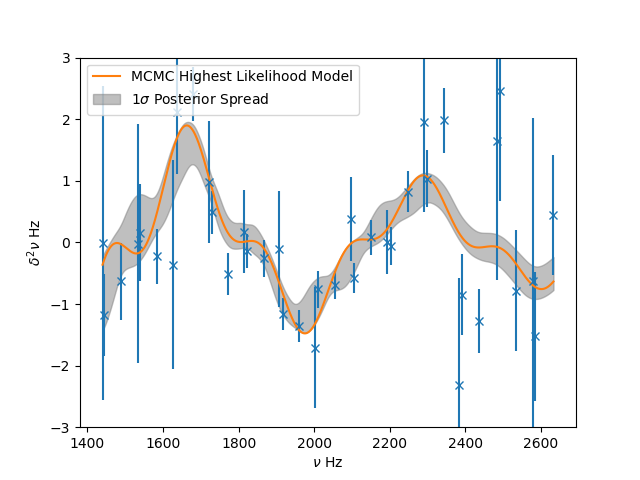 3
2
1
0
−1
−2
−3
1400 1600 1800 2000 2200 2400 2600
ν Hz
δ²ν Hz
MCMC Highest Likelihood Model
1σ Posterior Spread